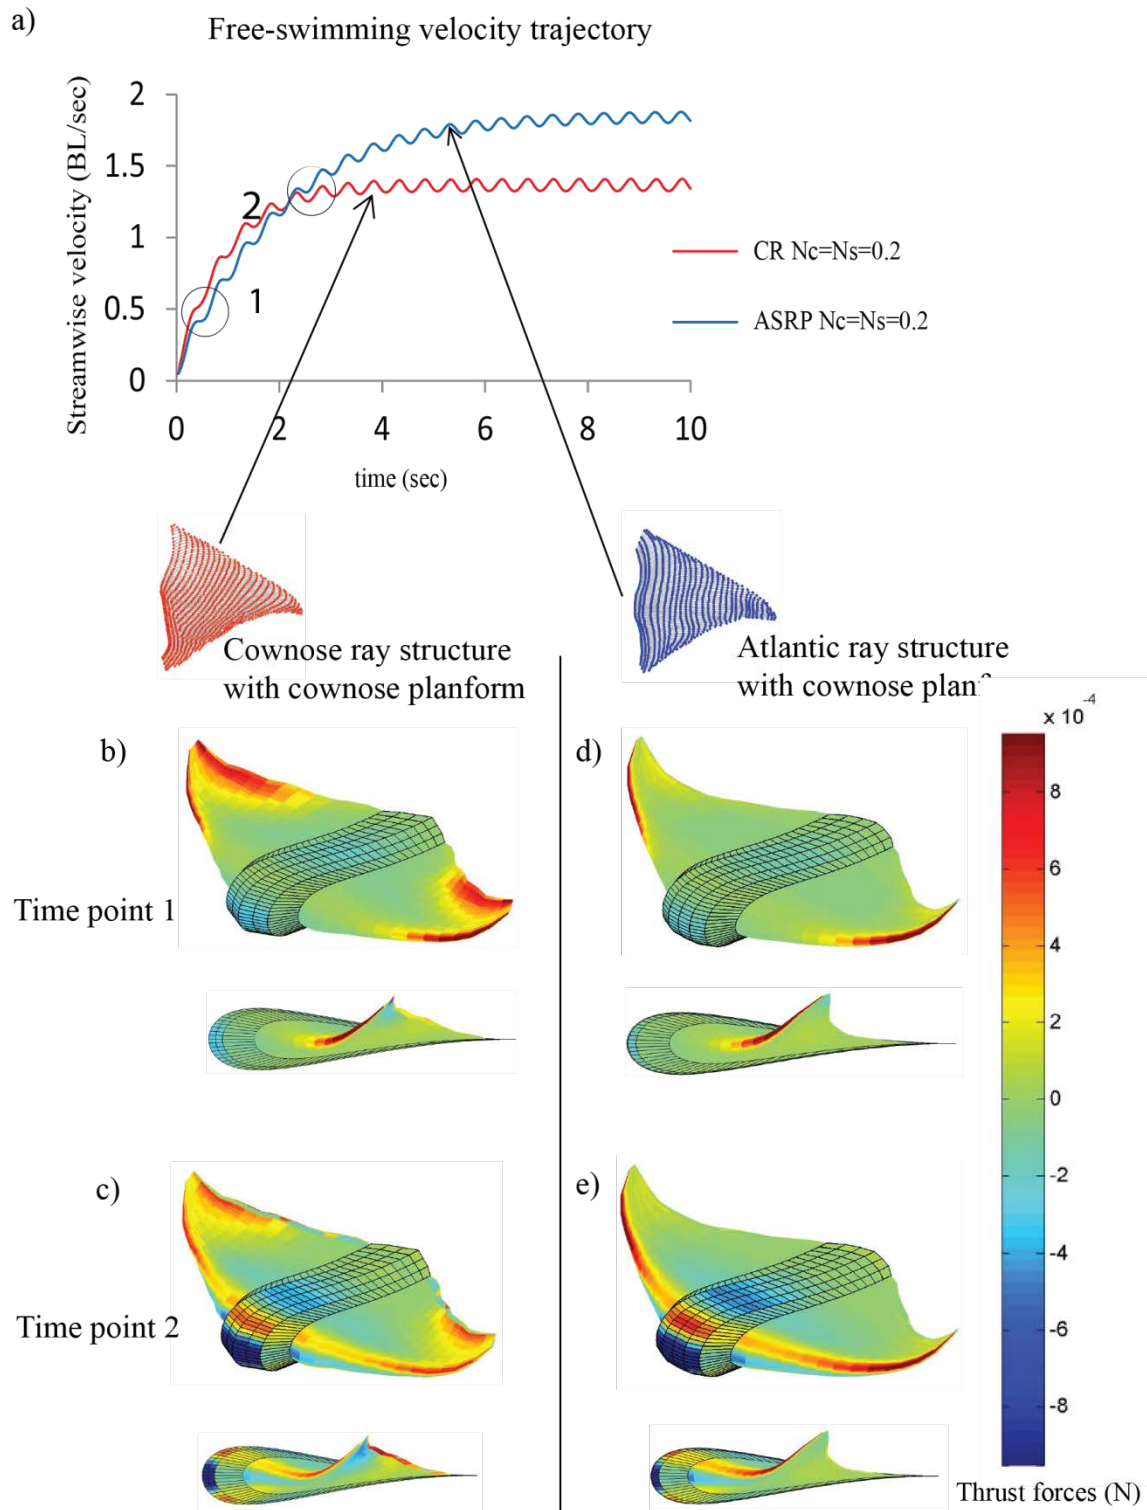 a)
Free-swimming velocity trajectory
Streamwise velocity (BL/sec)
2
1.5
1
0.5
0
2
1
0
2
4
6
8
10
time (sec)
CR Nc=Ns=0.2
ASRP Nc=Ns=0.2
Cownose ray structure
with cownose planform
Atlantic ray structure
with cownose planf
b)
d)
Time point 1
c)
e)
Time point 2
x 10⁻⁴
8
6
4
2
0
-2
-4
-6
-8
Thrust forces (N)